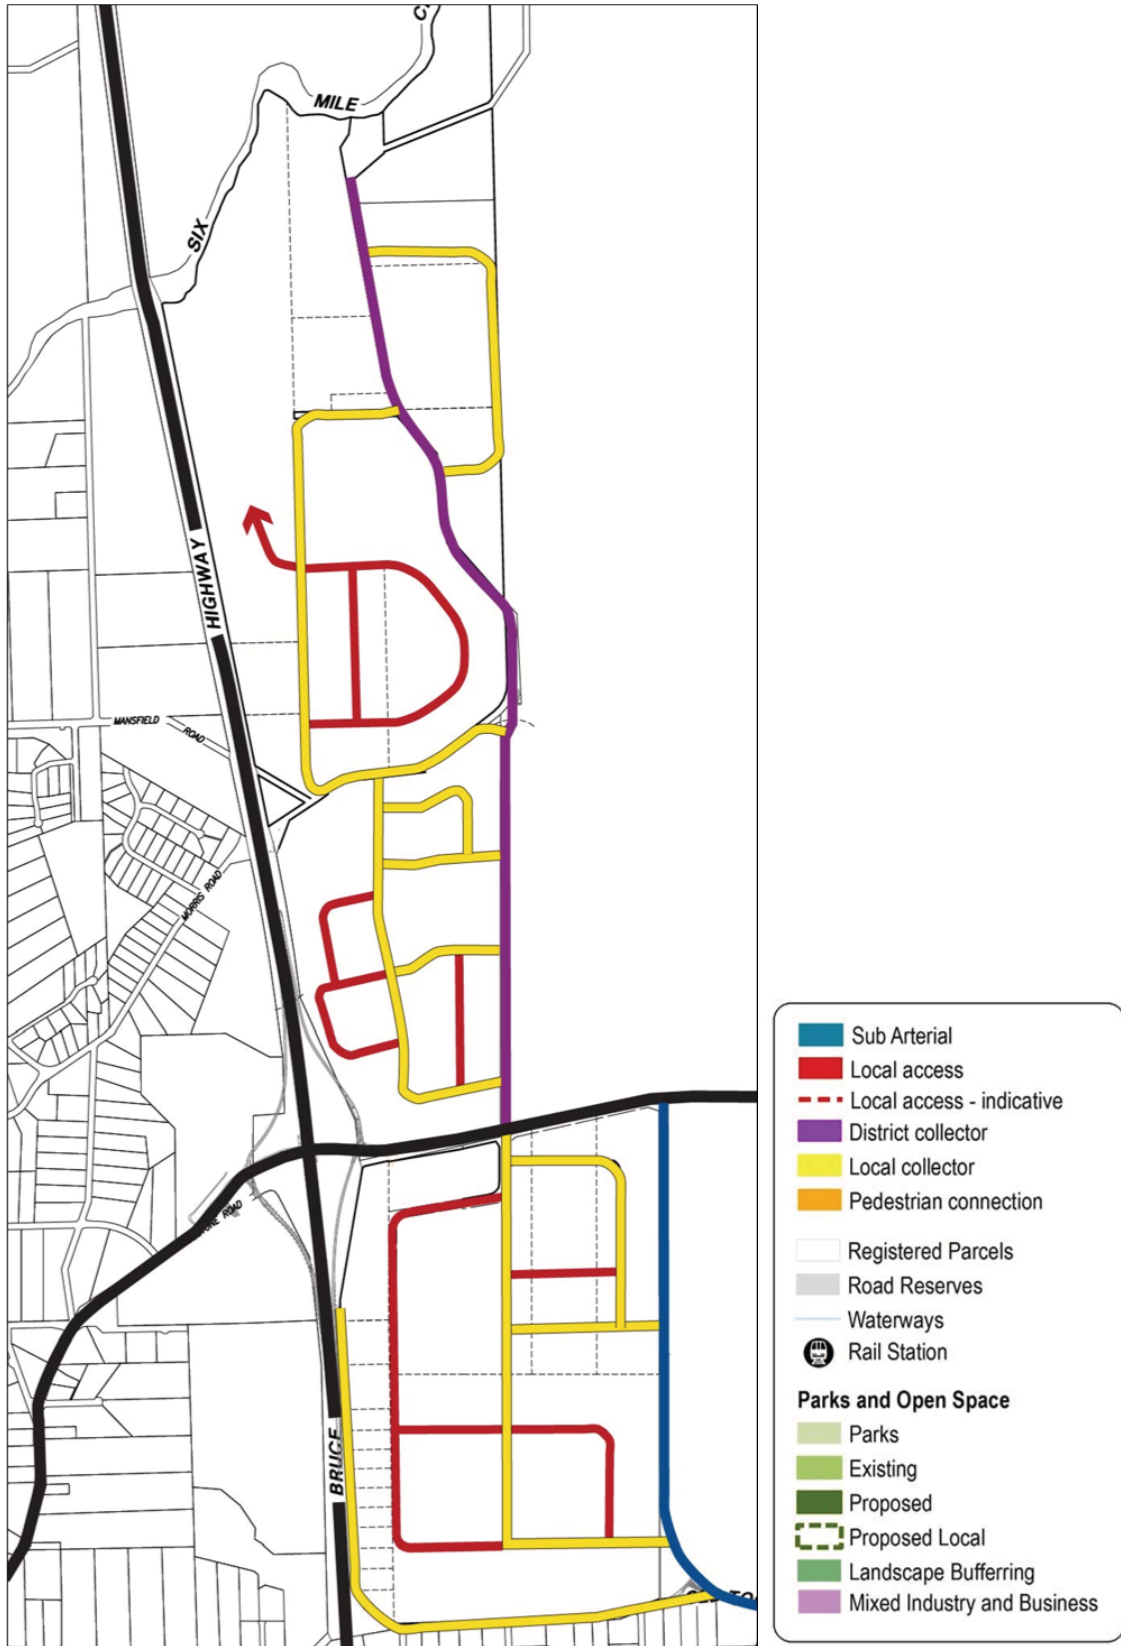 MILE
SIX
HIGHWAY
MANSFIELD
ROAD
MORRIS ROAD
ROAD
BRUCE
Sub Arterial
Local access
Local access - indicative
District collector
Local collector
Pedestrian connection
Registered Parcels
Road Reserves
Waterways
Rail Station
Parks and Open Space
Parks
Existing
Proposed
Proposed Local
Landscape Bufferring
Mixed Industry and Business